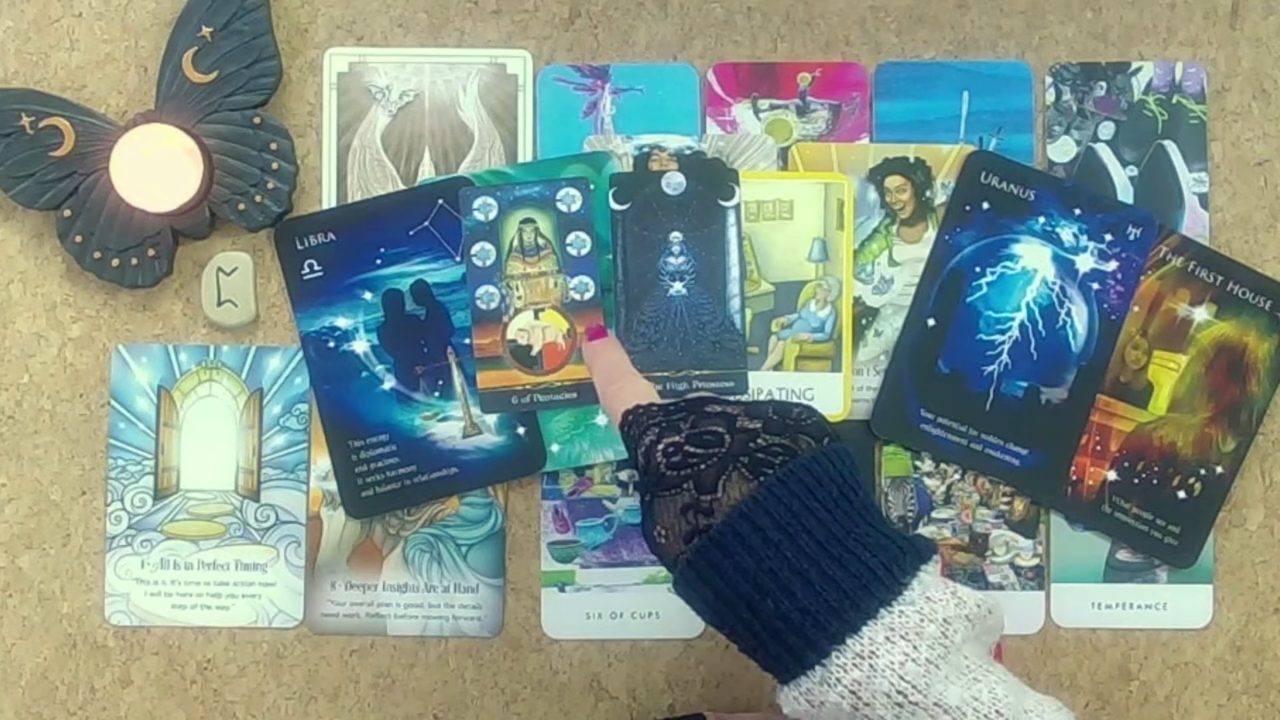 LIBRA
This energy
is diplomatic
and gracious.
It seeks harmony
and balance in relationships.
6 of Pentacles
The High Priestess
IPATING
URANUS
Your potential for sudden change,
enlightenment and awakening.
THE FIRST HOUSE
What people see and
the impression you give
All Is in Perfect Timing
"This is it. It's time to take action now!
I will be here to help you every
step of the way."
8 · Deeper Insights Are at Hand
"Your overall plan is good, but the details
need work. Reflect before moving forward."
SIX OF CUPS
TEMPERANCE